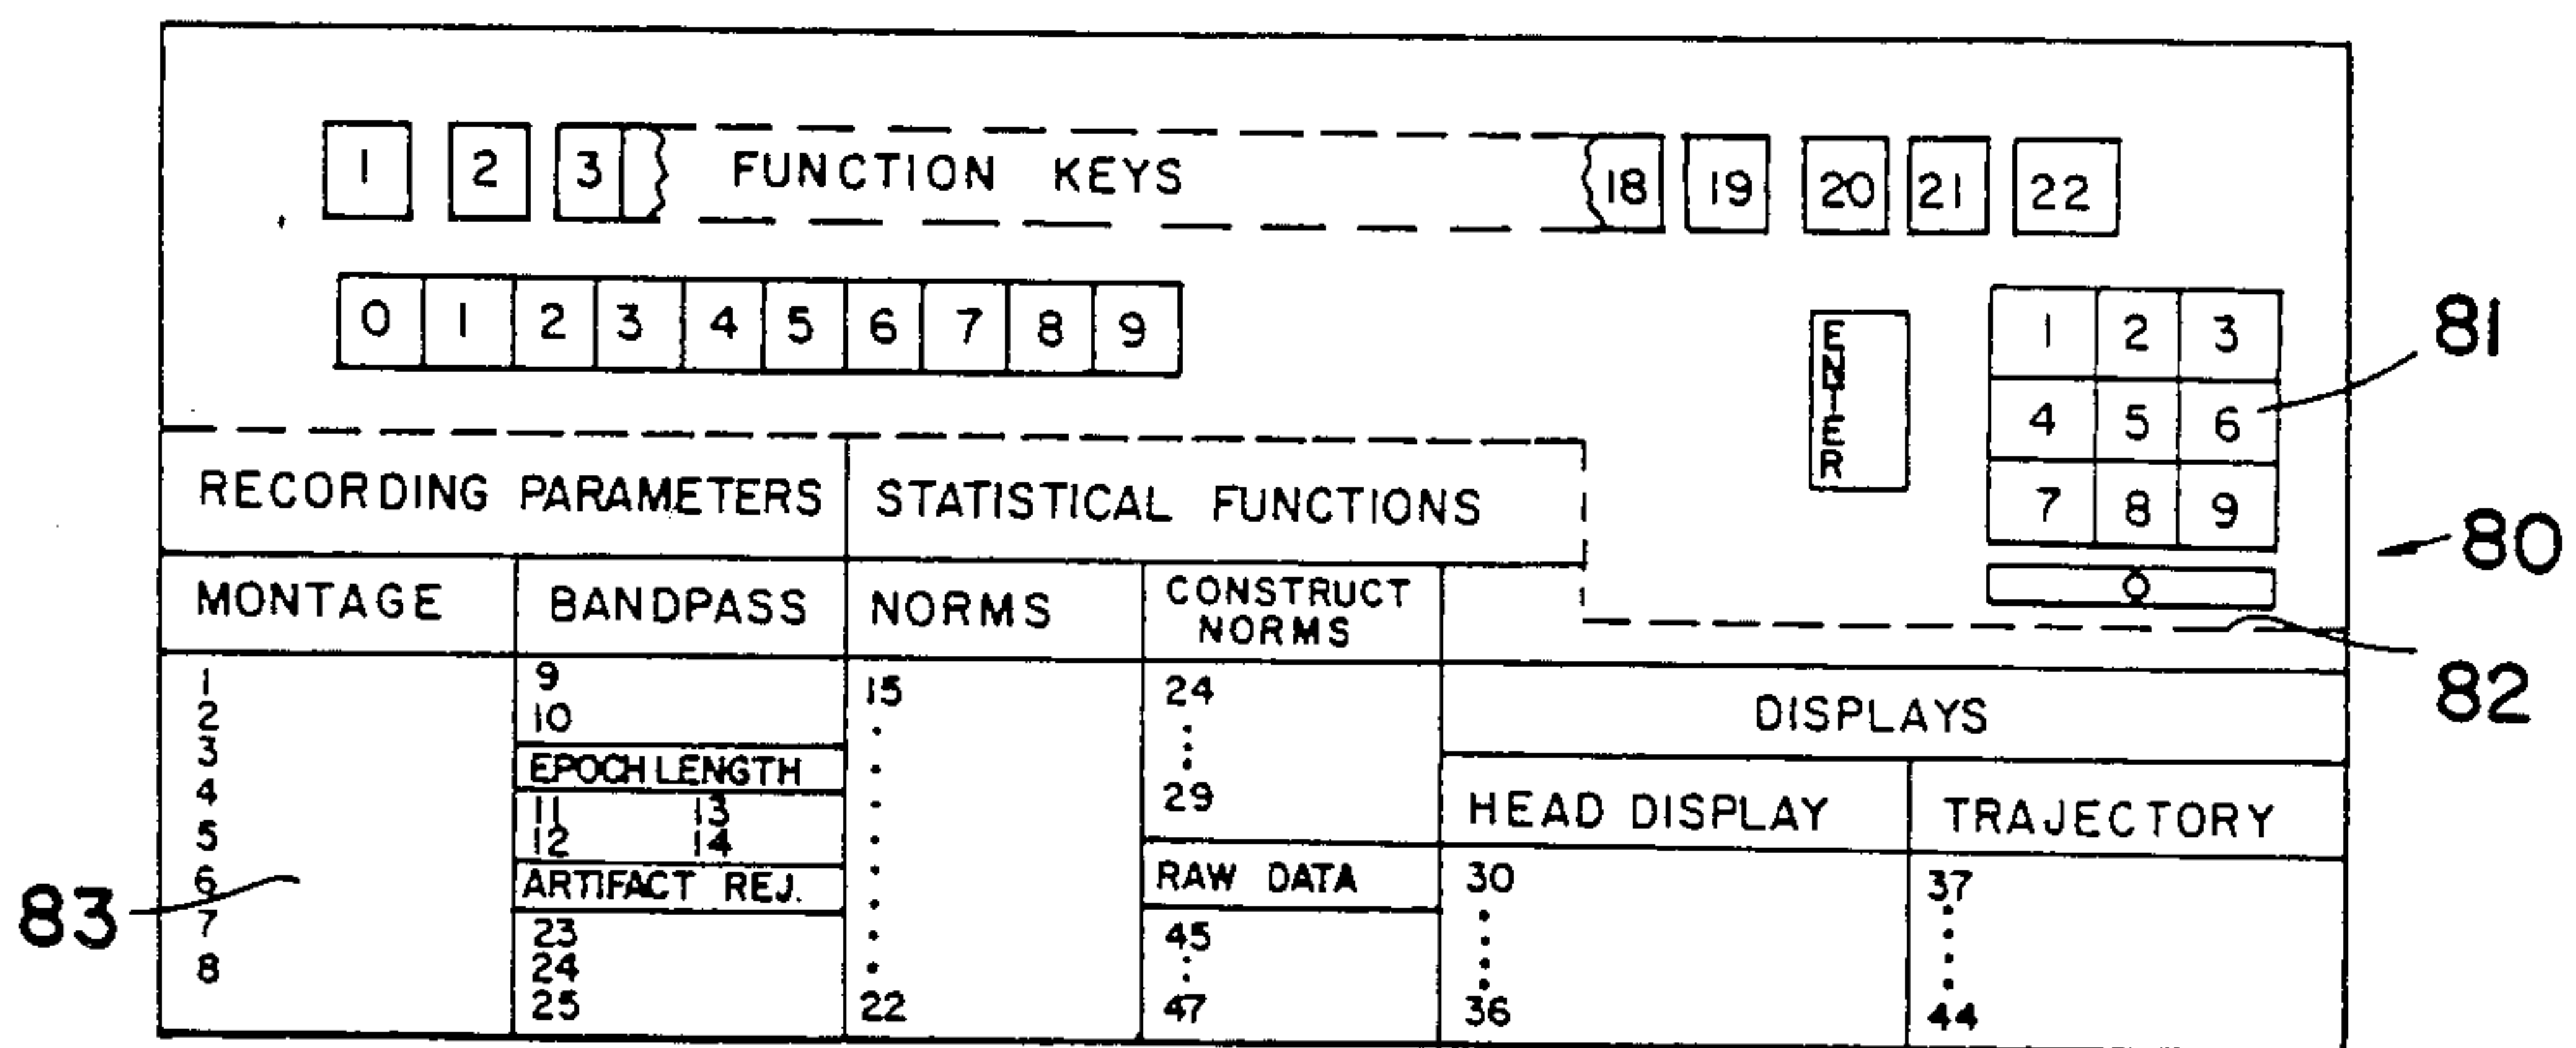 1 2 3 FUNCTION KEYS 18 19 20 21 22
0 1 2 3 4 5 6 7 8 9
ENTER
1 2 3
4 5 6
7 8 9
0
81
80
82
RECORDING PARAMETERS
STATISTICAL FUNCTIONS
MONTAGE
1
2
3
4
5
6
7
8
83
BANDPASS
9
10
EPOCH LENGTH
11 13
12 14
ARTIFACT REJ.
23
24
25
NORMS
15
22
CONSTRUCT
NORMS
24
29
RAW DATA
45
47
DISPLAYS
HEAD DISPLAY
30
36
TRAJECTORY
37
44